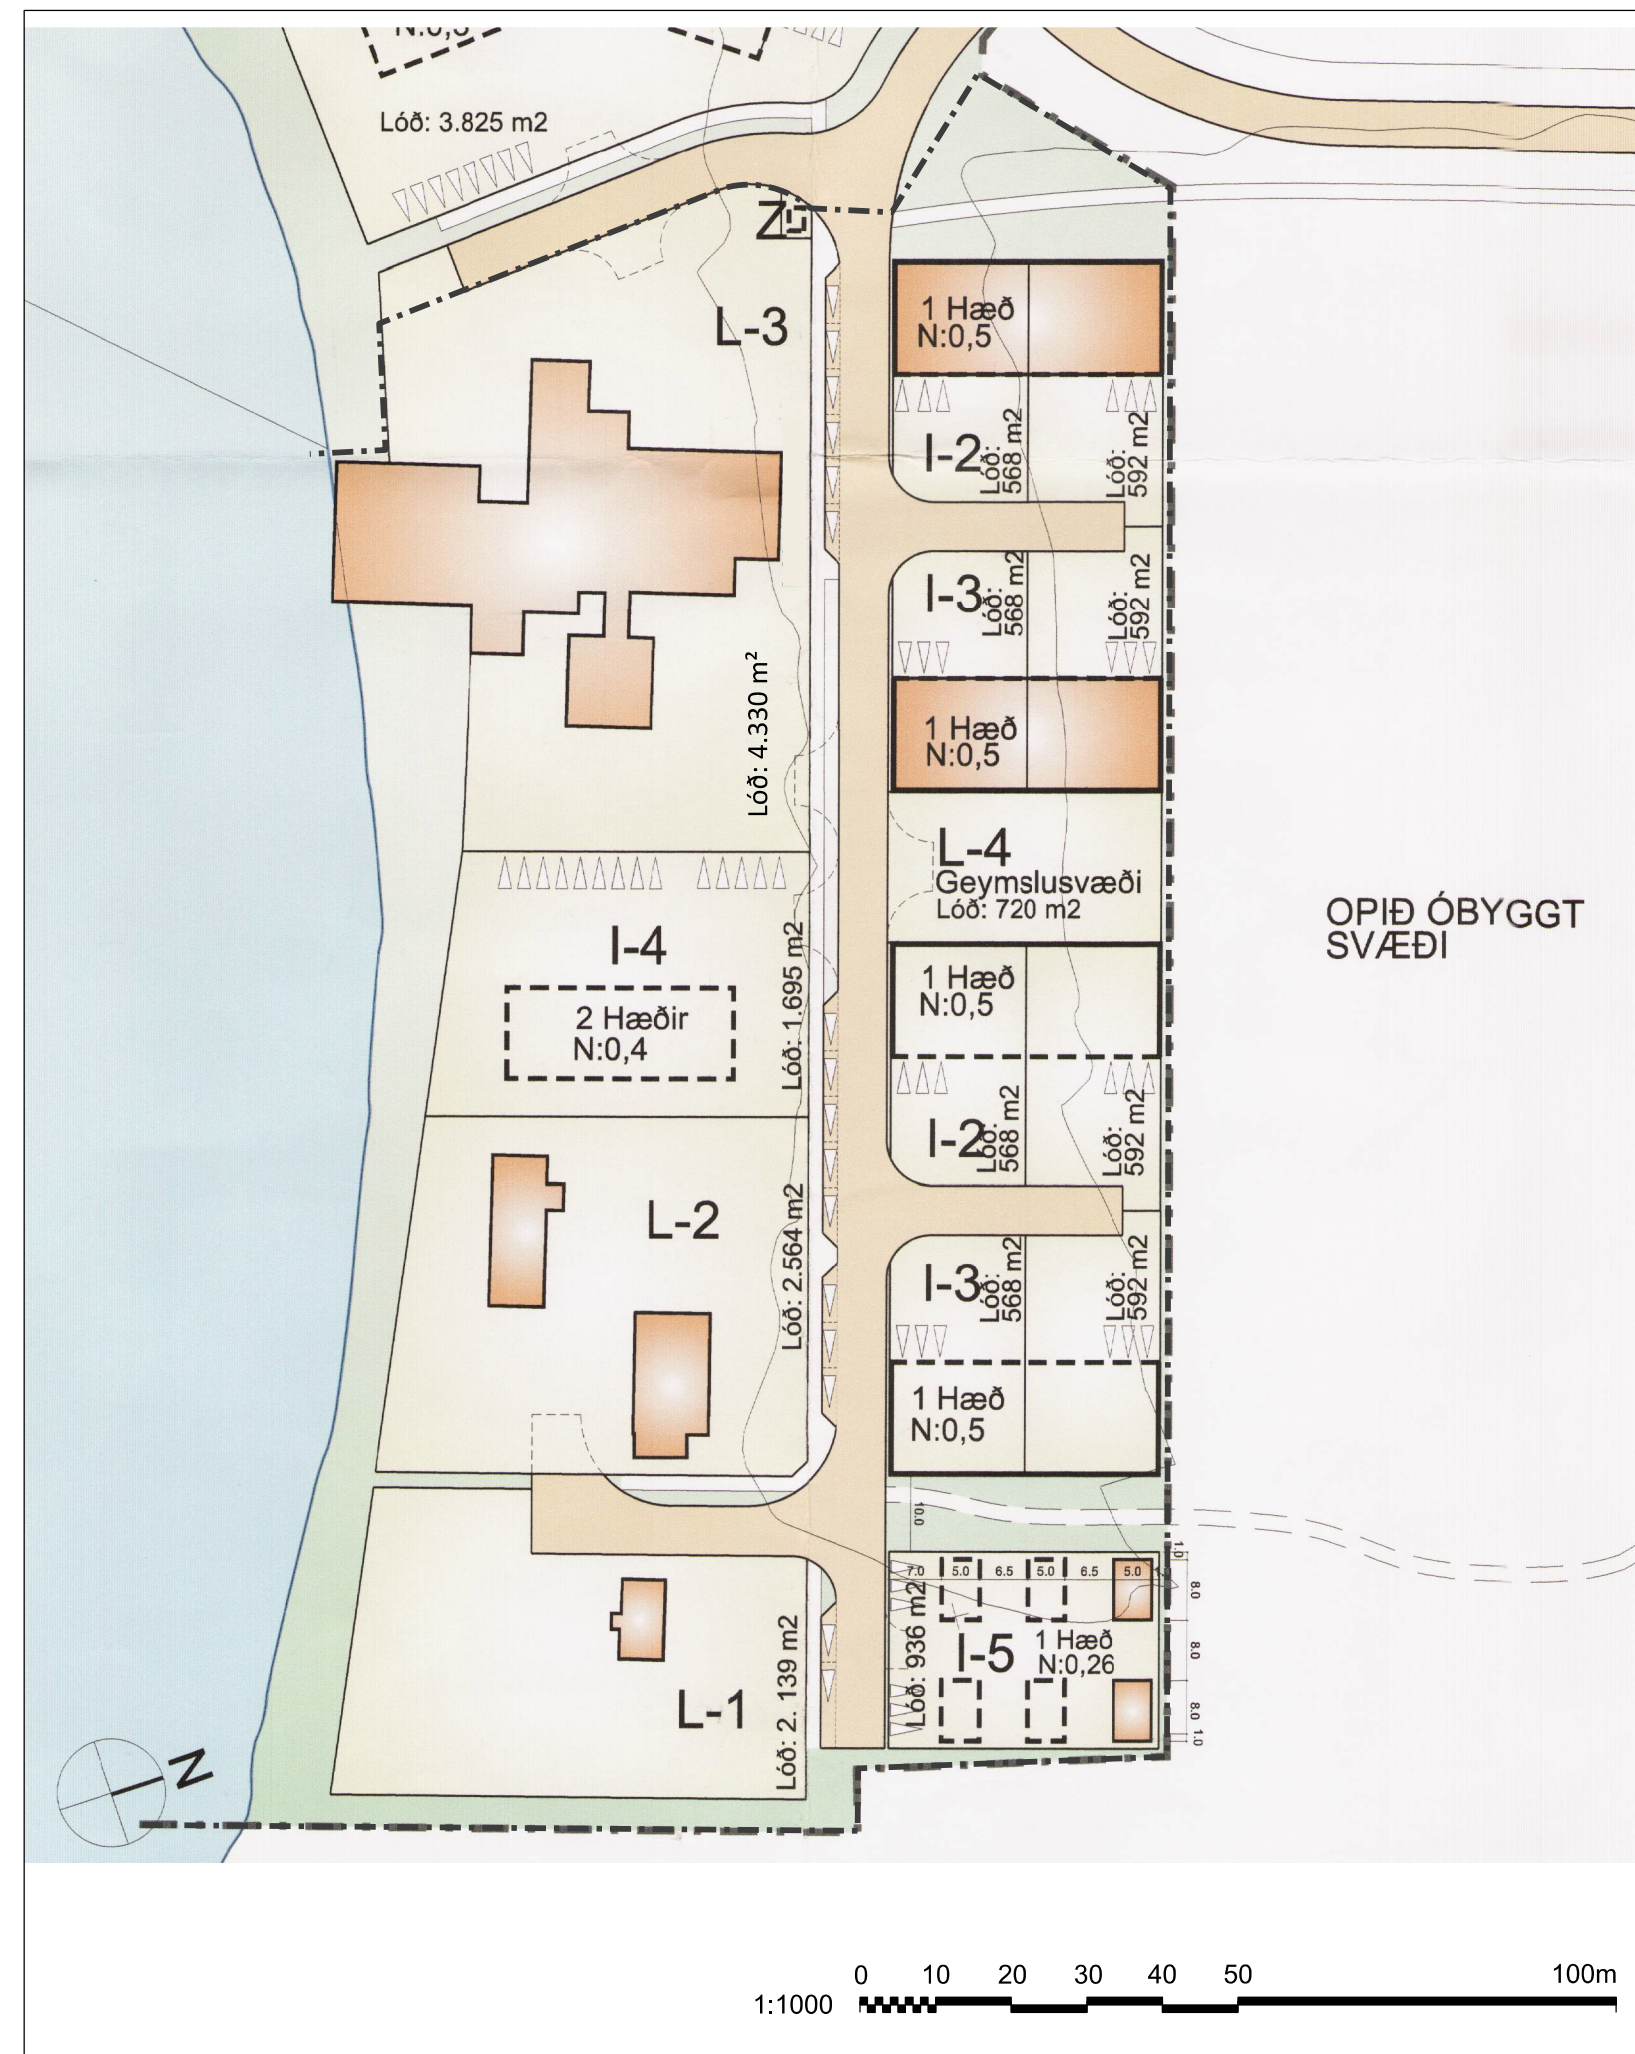 N:0,5
Lóð: 3.825 m2
Z
L-3
1 Hæð
N:0,5
I-2
Lóð:
568 m2
Lóð:
592 m2
I-3
Lóð:
568 m2
Lóð:
592 m2
1 Hæð
N:0,5
Lóð: 4.330 m²
L-4
Geymslusvæði
Lóð: 720 m2
OPIÐ ÓBYGGT
SVÆÐI
I-4
2 Hæðir
N:0,4
Lóð: 1.695 m2
1 Hæð
N:0,5
I-2
Lóð:
568 m2
Lóð:
592 m2
L-2
Lóð: 2.564 m2
I-3
Lóð:
568 m2
Lóð:
592 m2
1 Hæð
N:0,5
10.0
7.0 5.0 6.5 5.0 6.5 5.0
1.0
8.0
8.0
8.0
1.0
Lóð: 936 m2
I-5
1 Hæð
N:0,26
L-1
Lóð: 2. 139 m2
N
0 10 20 30 40 50 100m
1:1000